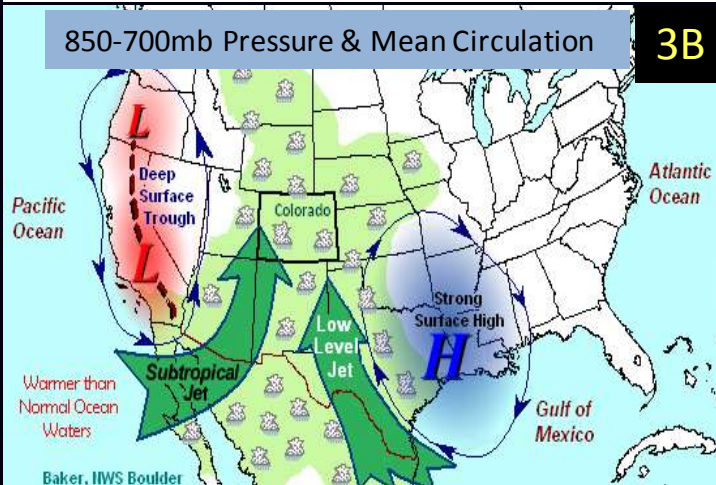 850-700mb Pressure & Mean Circulation
3B
L
Deep
Surface
Trough
L
Pacific
Ocean
Colorado
Atlantic
Ocean
Strong
Surface High
H
Low
Level
Jet
Subtropical
Jet
Warmer than
Normal Ocean
Waters
Gulf of
Mexico
Baker, NWS Boulder